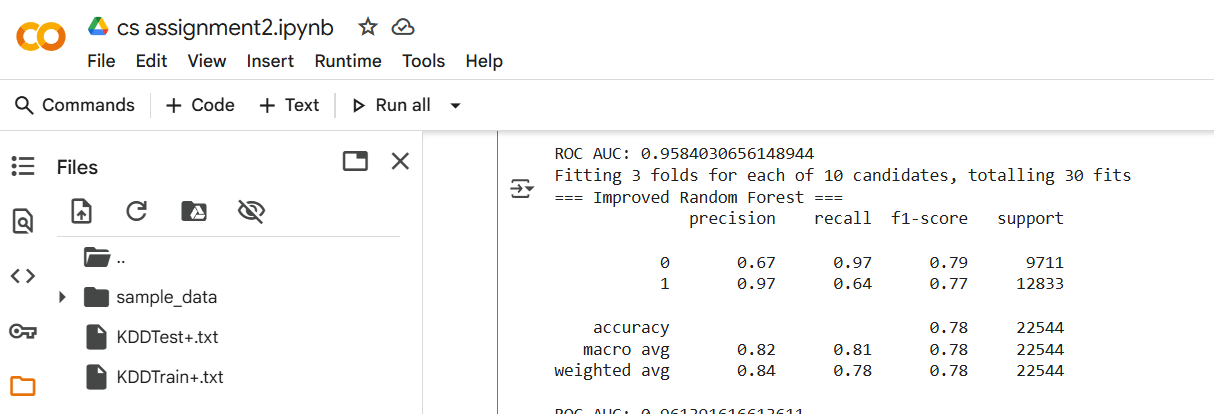 cs assignment2.ipynb
File Edit View Insert Runtime Tools Help
Commands + Code + Text Run all
Files
..
sample_data
KDDTest+.txt
KDDTrain+.txt
ROC AUC: 0.9584030656148944
Fitting 3 folds for each of 10 candidates, totalling 30 fits
=== Improved Random Forest ===
precision recall f1-score support
0 0.67 0.97 0.79 9711
1 0.97 0.64 0.77 12833
accuracy 0.78 22544
macro avg 0.82 0.81 0.78 22544
weighted avg 0.84 0.78 0.78 22544
ROC AUC: